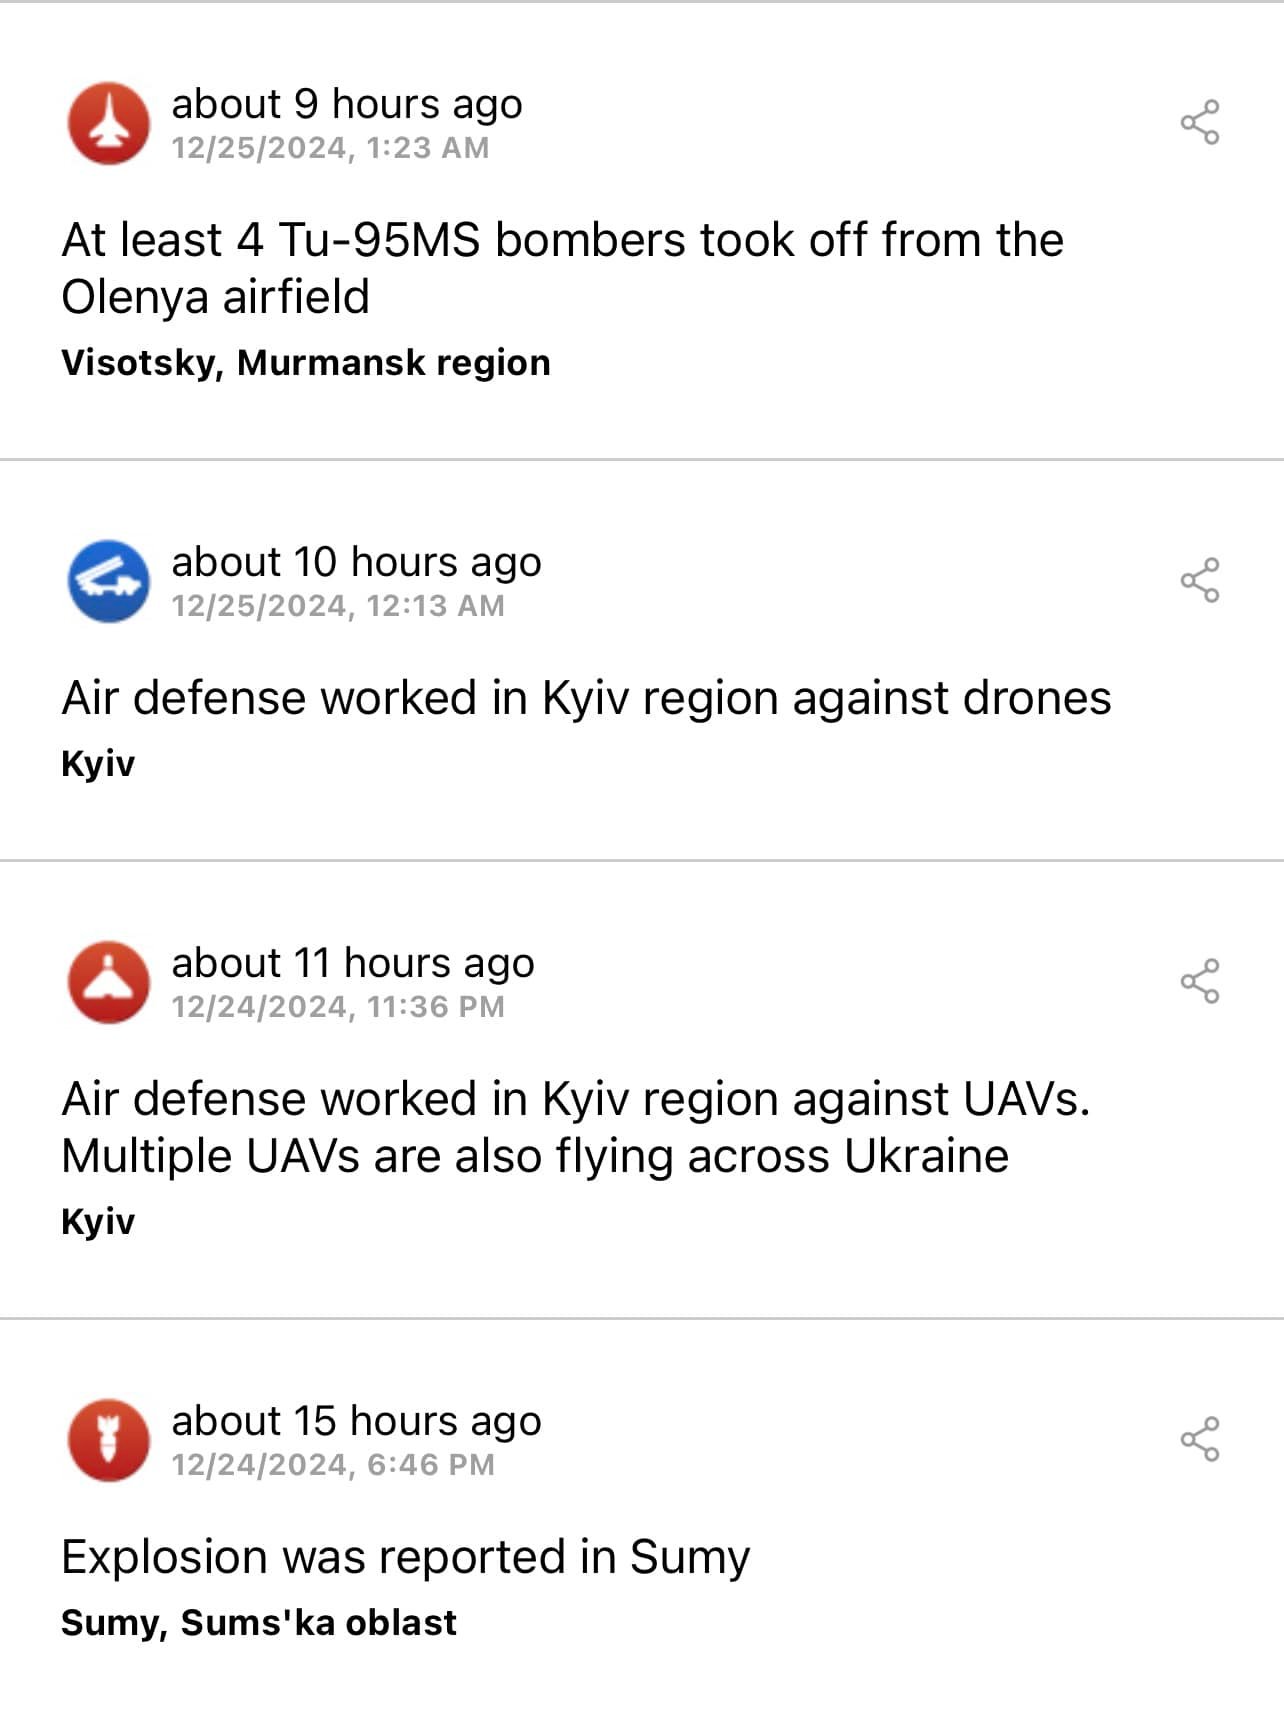 about 9 hours ago
12/25/2024, 1:23 AM
At least 4 Tu-95MS bombers took off from the
Olenya airfield
Visotsky, Murmansk region
about 10 hours ago
12/25/2024, 12:13 AM
Air defense worked in Kyiv region against drones
Kyiv
about 11 hours ago
12/24/2024, 11:36 PM
Air defense worked in Kyiv region against UAVs.
Multiple UAVs are also flying across Ukraine
Kyiv
about 15 hours ago
12/24/2024, 6:46 PM
Explosion was reported in Sumy
Sumy, Sums'ka oblast